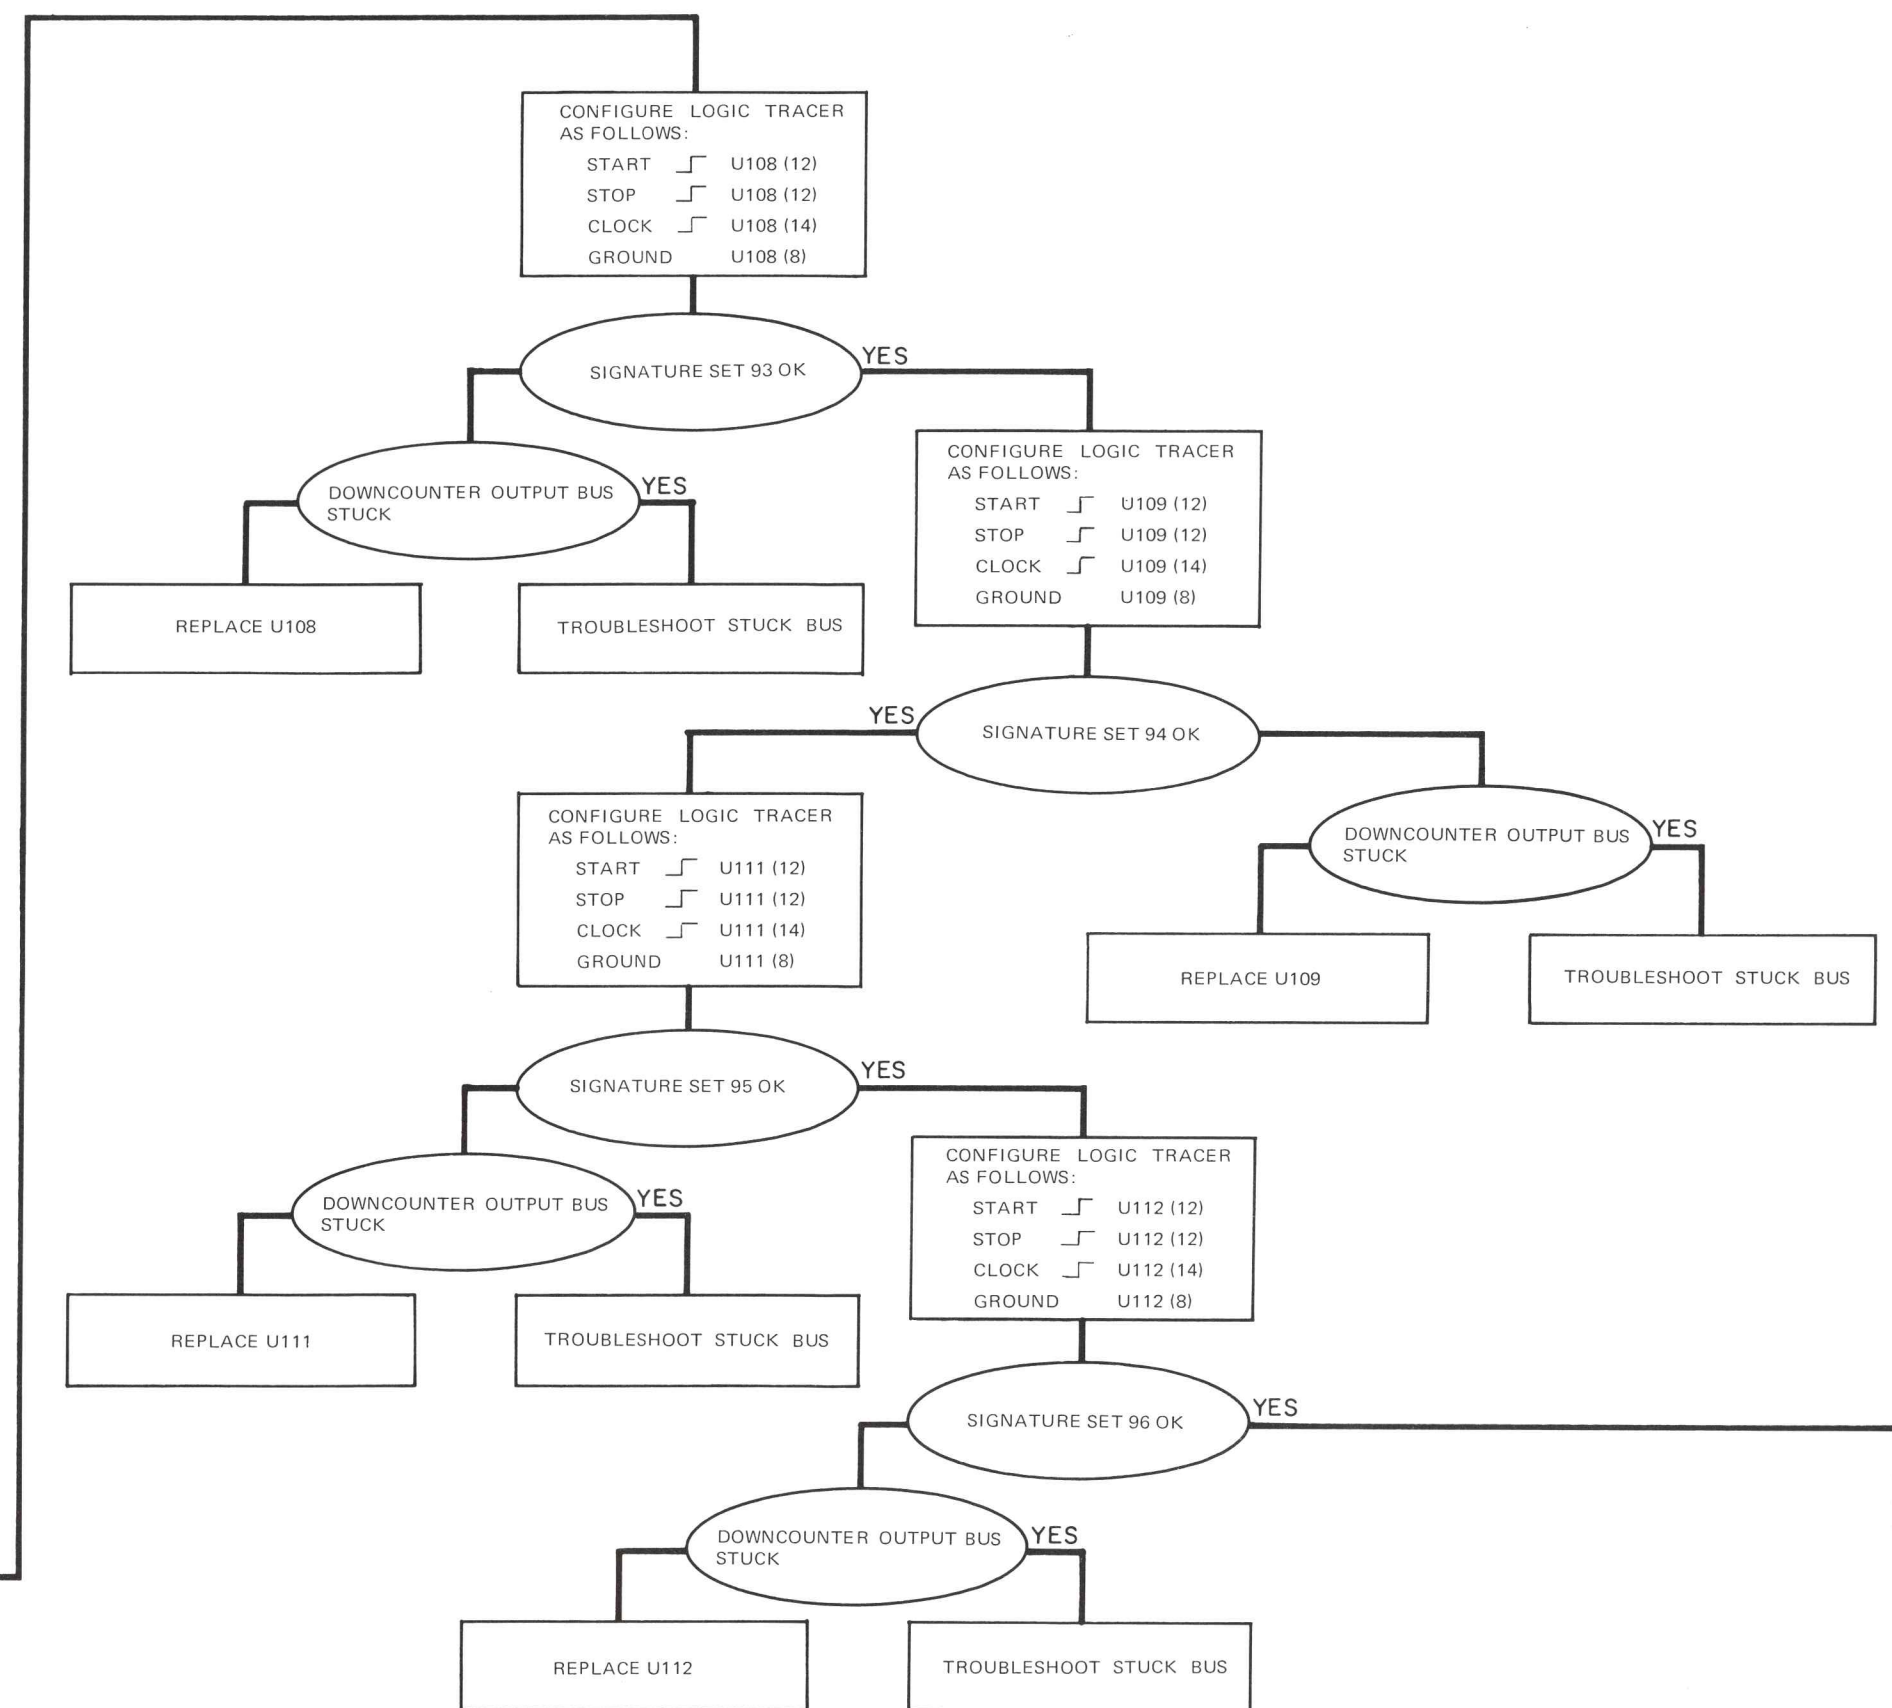 CONFIGURE LOGIC TRACER
AS FOLLOWS:
START U108 (12)
STOP U108 (12)
CLOCK U108 (14)
GROUND U108 (8)
SIGNATURE SET 93 OK
YES
DOWNCOUNTER OUTPUT BUS
STUCK
YES
REPLACE U108
TROUBLESHOOT STUCK BUS
CONFIGURE LOGIC TRACER
AS FOLLOWS:
START U109 (12)
STOP U109 (12)
CLOCK U109 (14)
GROUND U109 (8)
YES
SIGNATURE SET 94 OK
DOWNCOUNTER OUTPUT BUS
STUCK
YES
REPLACE U109
TROUBLESHOOT STUCK BUS
CONFIGURE LOGIC TRACER
AS FOLLOWS:
START U111 (12)
STOP U111 (12)
CLOCK U111 (14)
GROUND U111 (8)
SIGNATURE SET 95 OK
YES
DOWNCOUNTER OUTPUT BUS
STUCK
YES
REPLACE U111
TROUBLESHOOT STUCK BUS
CONFIGURE LOGIC TRACER
AS FOLLOWS:
START U112 (12)
STOP U112 (12)
CLOCK U112 (14)
GROUND U112 (8)
SIGNATURE SET 96 OK
YES
DOWNCOUNTER OUTPUT BUS
STUCK
YES
REPLACE U112
TROUBLESHOOT STUCK BUS